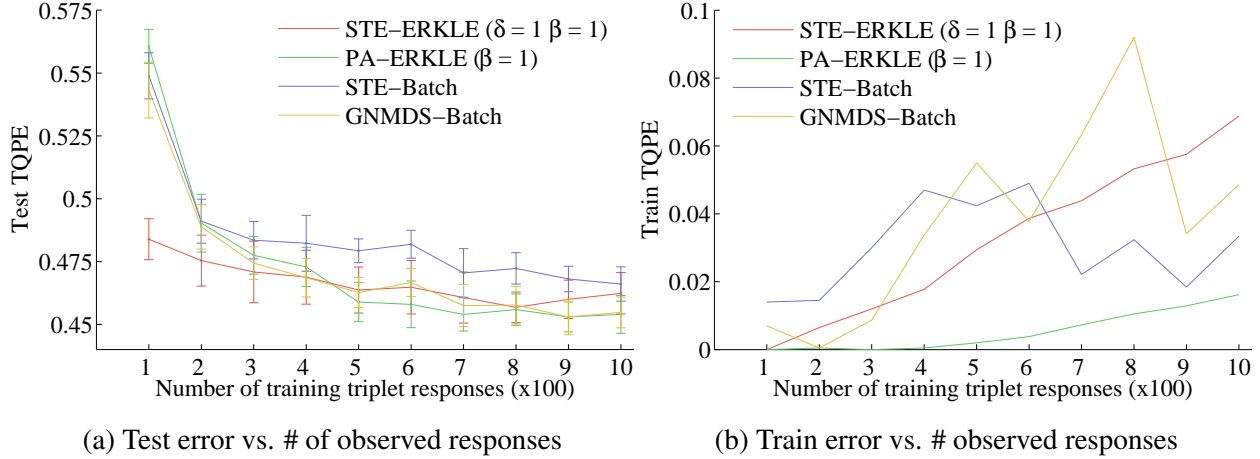 0.575
0.55
0.525
0.5
0.475
0.45
Test TQPE
STE−ERKLE (δ = 1 β = 1)
PA−ERKLE (β = 1)
STE−Batch
GNMDS−Batch
1 2 3 4 5 6 7 8 9 10
Number of training triplet responses (x100)
(a) Test error vs. # of observed responses
0.1
0.08
0.06
0.04
0.02
0
Train TQPE
STE−ERKLE (δ = 1 β = 1)
PA−ERKLE (β = 1)
STE−Batch
GNMDS−Batch
1 2 3 4 5 6 7 8 9 10
Number of training triplet responses (x100)
(b) Train error vs. # observed responses